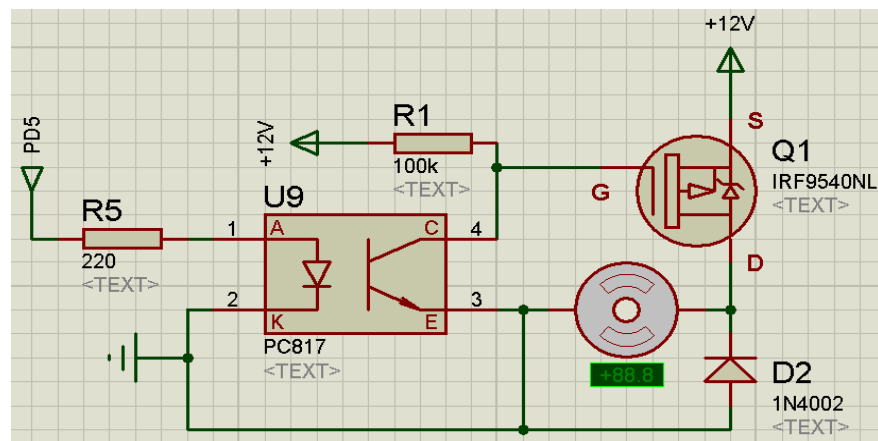 +12V
PD5
+12V
R1
100k
<TEXT>
S
Q1
IRF9540NL
<TEXT>
G
D
R5
220
<TEXT>
U9
1
A
C
4
2
K
E
3
PC817
<TEXT>
+88.8
D2
1N4002
<TEXT>